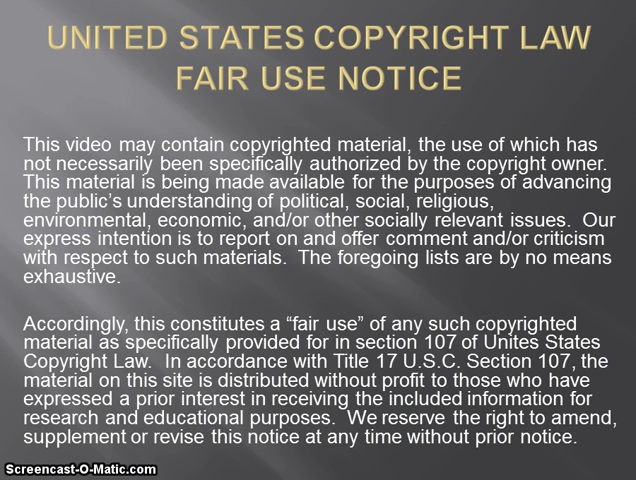 UNITED STATES COPYRIGHT LAW
FAIR USE NOTICE
This video may contain copyrighted material, the use of which has
not necessarily been specifically authorized by the copyright owner.
This material is being made available for the purposes of advancing
the public’s understanding of political, social, religious,
environmental, economic, and/or other socially relevant issues.  Our
express intention is to report on and offer comment and/or criticism
with respect to such materials.  The foregoing lists are by no means
exhaustive.
Accordingly, this constitutes a “fair use” of any such copyrighted
material as specifically provided for in section 107 of Unites States
Copyright Law.  In accordance with Title 17 U.S.C. Section 107, the
material on this site is distributed without profit to those who have
expressed a prior interest in receiving the included information for
research and educational purposes.  We reserve the right to amend,
supplement or revise this notice at any time without prior notice.
Screencast-O-Matic.com